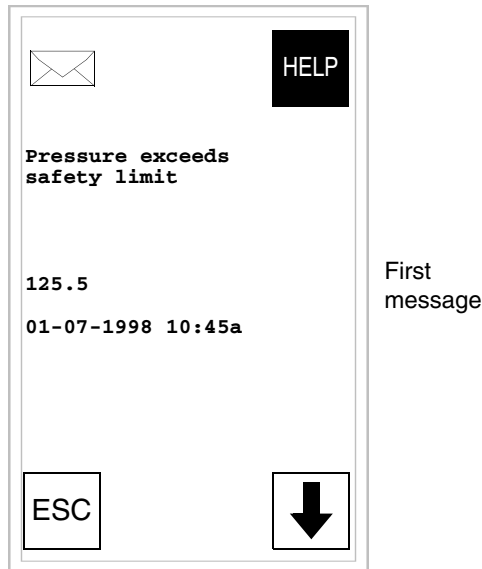 HELP
Pressure exceeds
safety limit
125.5
01-07-1998 10:45a
First
message
ESC